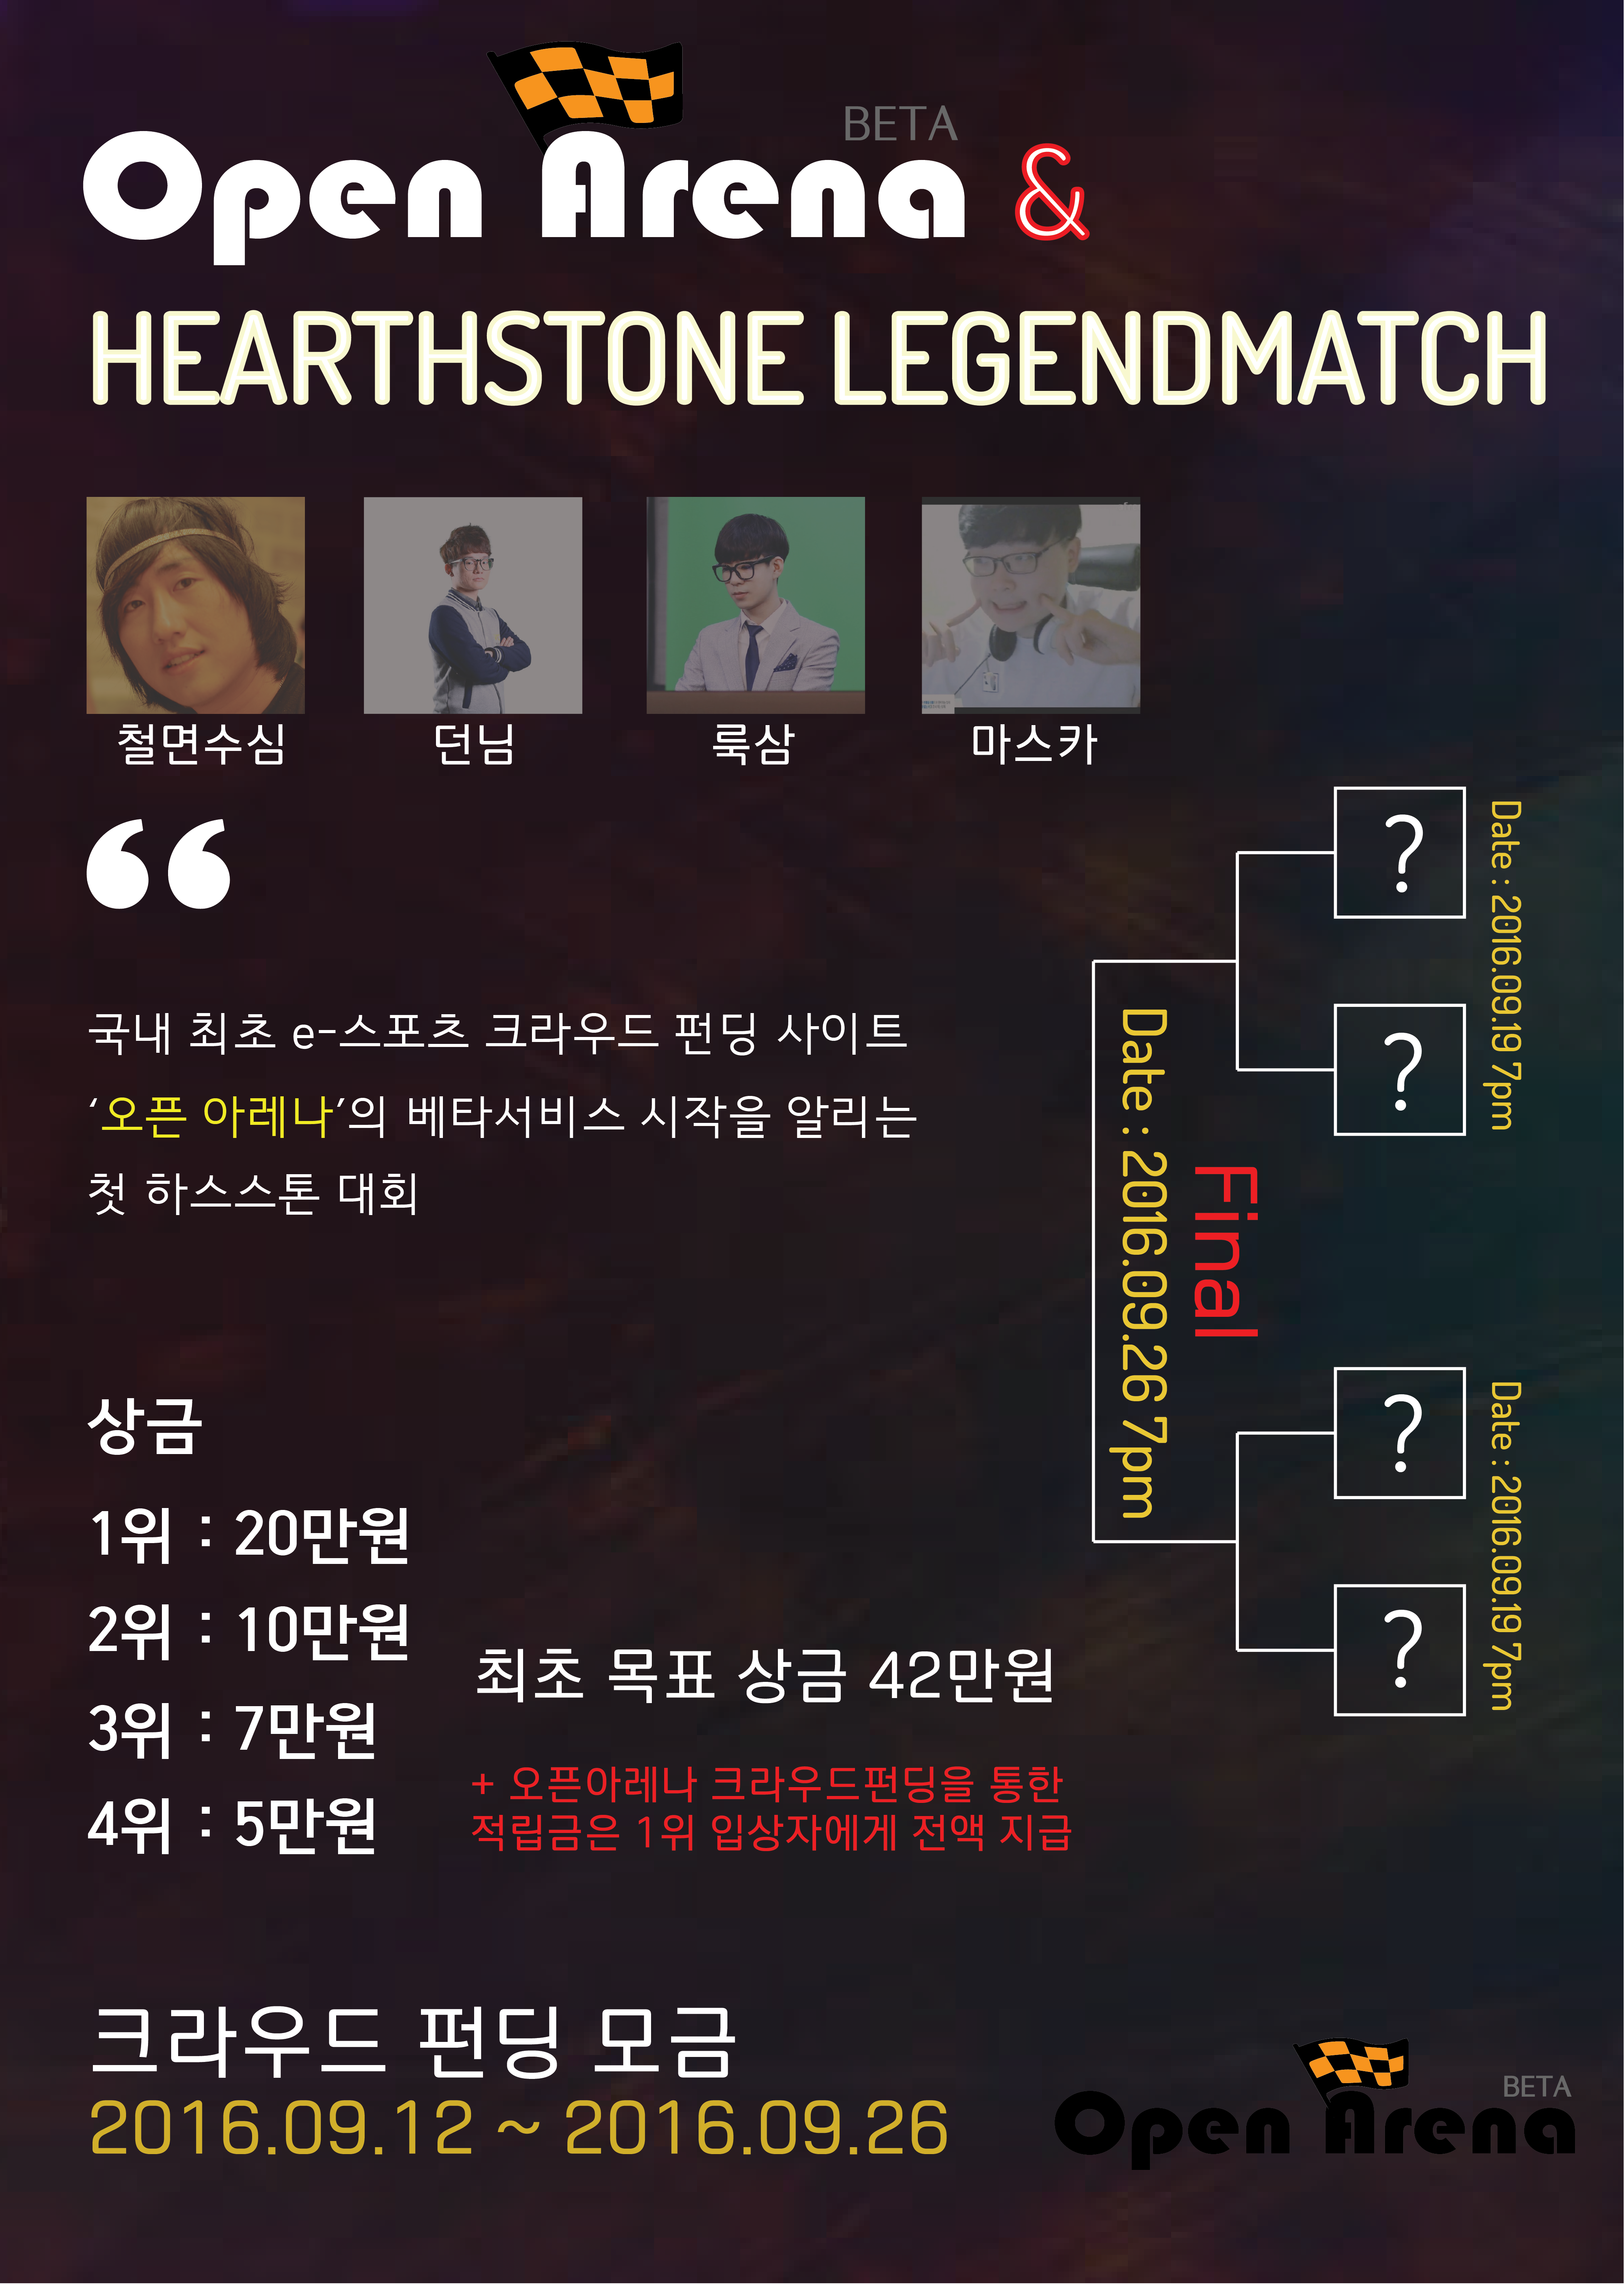 BETA
Open Arena &
HEARTHSTONE LEGENDMATCH
철면수심
던님
룩삼
마스카
“
국내 최초 e-스포츠 크라우드 펀딩 사이트
‘오픈 아레나’의 베타서비스 시작을 알리는
첫 하스스톤 대회
?
?
Date : 2016.09.19 7pm
Final
Date : 2016.09.26 7pm
?
?
Date : 2016.09.19 7pm
상금
1위 : 20만원
2위 : 10만원
3위 : 7만원
4위 : 5만원
최초 목표 상금 42만원
+ 오픈아레나 크라우드펀딩을 통한
적립금은 1위 입상자에게 전액 지급
크라우드 펀딩 모금
2016.09.12 ~ 2016.09.26
BETA
Open Arena